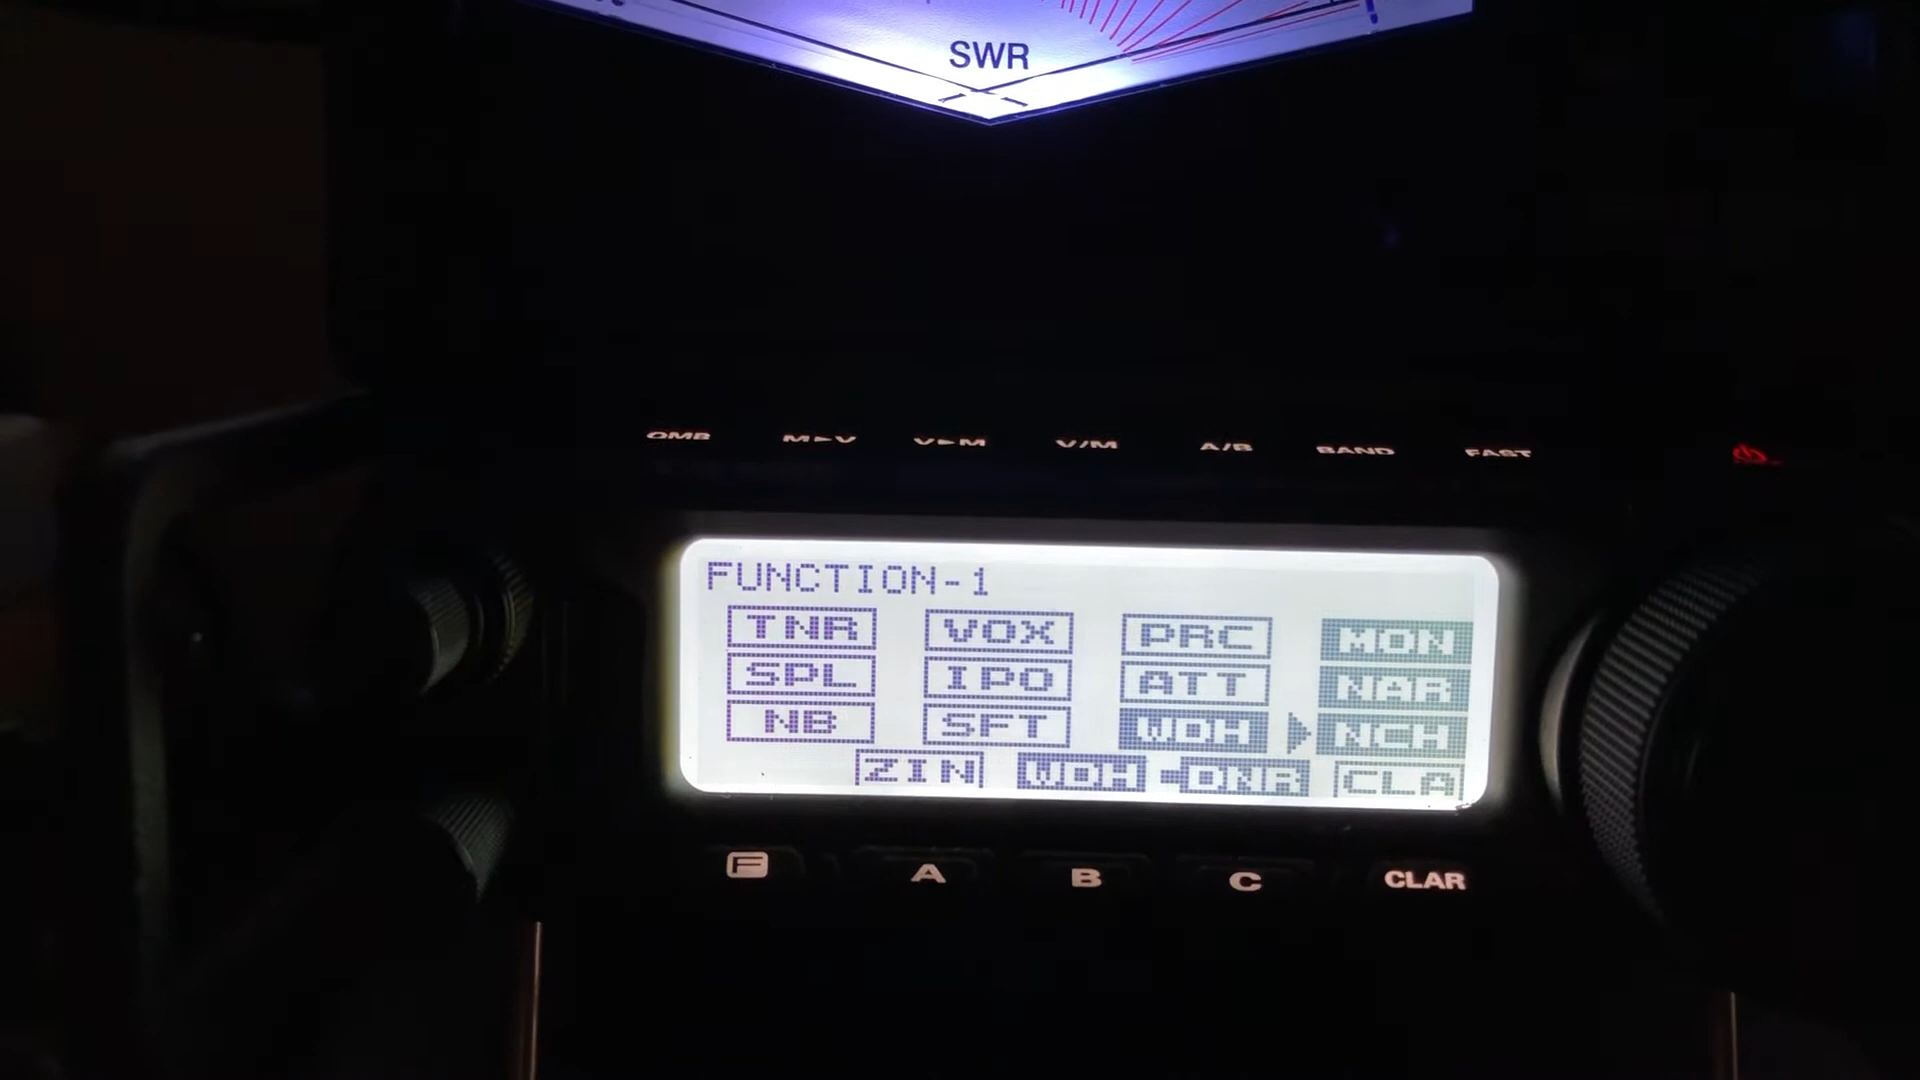 SWR
QMB M►V V►M V/M A/B BAND FAST
FUNCTION-1
TNR VOX PRC MON
SPL IPO ATT NAR
NB SFT WDH NCH
ZIN WDH DNR CLA
F A B C CLAR